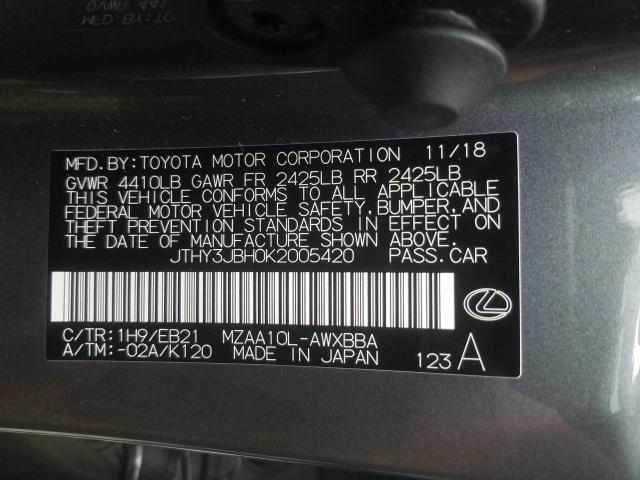 MFD.BY:TOYOTA MOTOR CORPORATION 11/18
GVWR 4410LB GAWR FR 2425LB RR 2425LB
THIS VEHICLE CONFORMS TO ALL APPLICABLE
FEDERAL MOTOR VEHICLE SAFETY, BUMPER, AND
THEFT PREVENTION STANDARDS IN EFFECT ON
THE DATE OF MANUFACTURE SHOWN ABOVE.
JTHY3JBH0K2005420 PASS.CAR
C/TR:1H9/EB21 MZAA10L-AWXBBA
A/TM:-02A/K120 MADE IN JAPAN 123 A